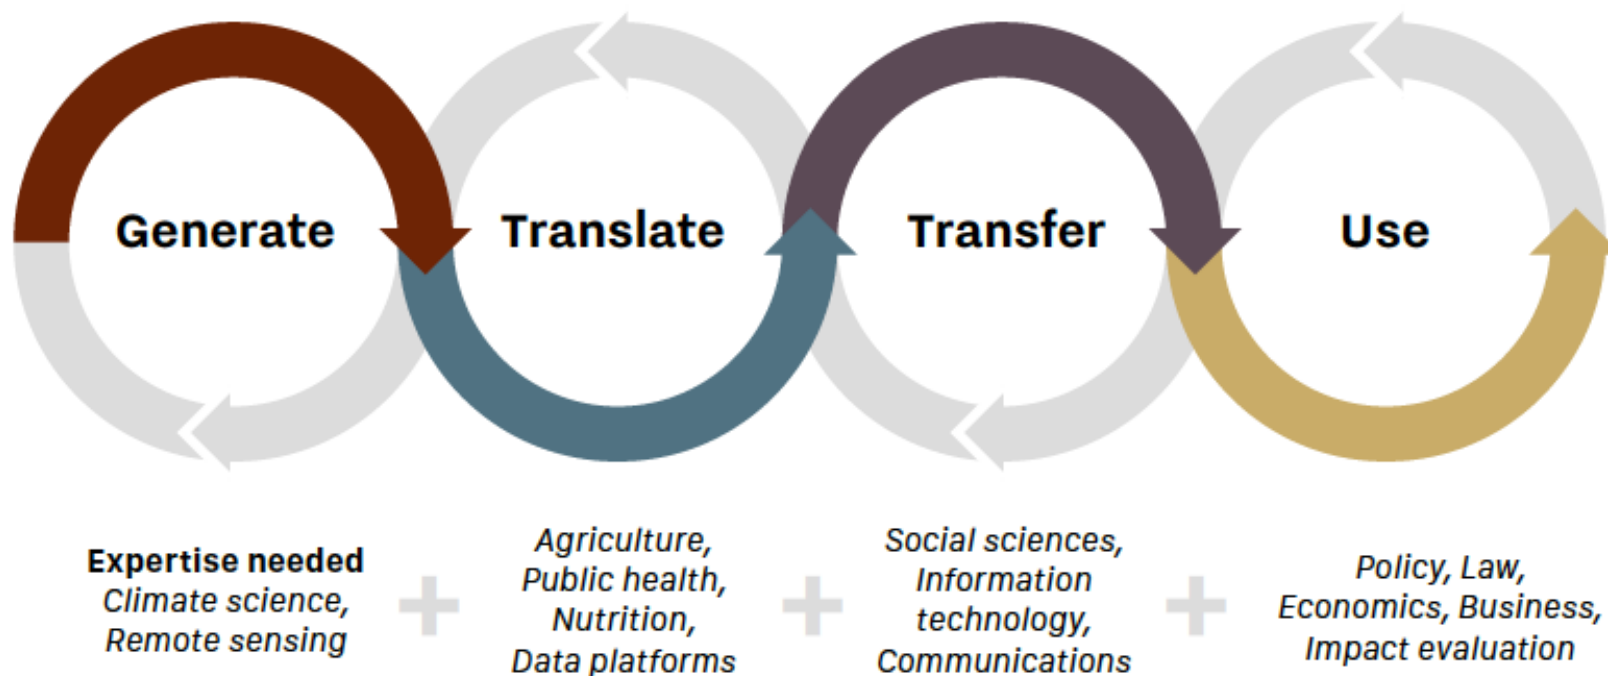 Generate
Translate
Transfer
Use
Expertise needed
Climate science,
Remote sensing
Agriculture,
Public health,
Nutrition,
Data platforms
Social sciences,
Information
technology,
Communications
Policy, Law,
Economics, Business,
Impact evaluation